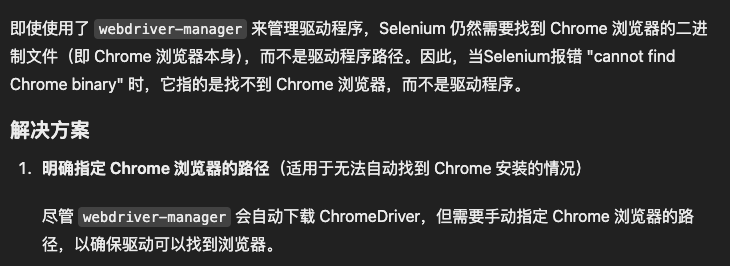 即使使用了 webdriver-manager 来管理驱动程序，Selenium 仍然需要找到 Chrome 浏览器的二进
制文件（即 Chrome 浏览器本身），而不是驱动程序路径。因此，当Selenium报错 "cannot find
Chrome binary" 时，它指的是找不到 Chrome 浏览器，而不是驱动程序。
解决方案
1. 明确指定 Chrome 浏览器的路径（适用于无法自动找到 Chrome 安装的情况）
尽管 webdriver-manager 会自动下载 ChromeDriver，但需要手动指定 Chrome 浏览器的路
径，以确保驱动可以找到浏览器。